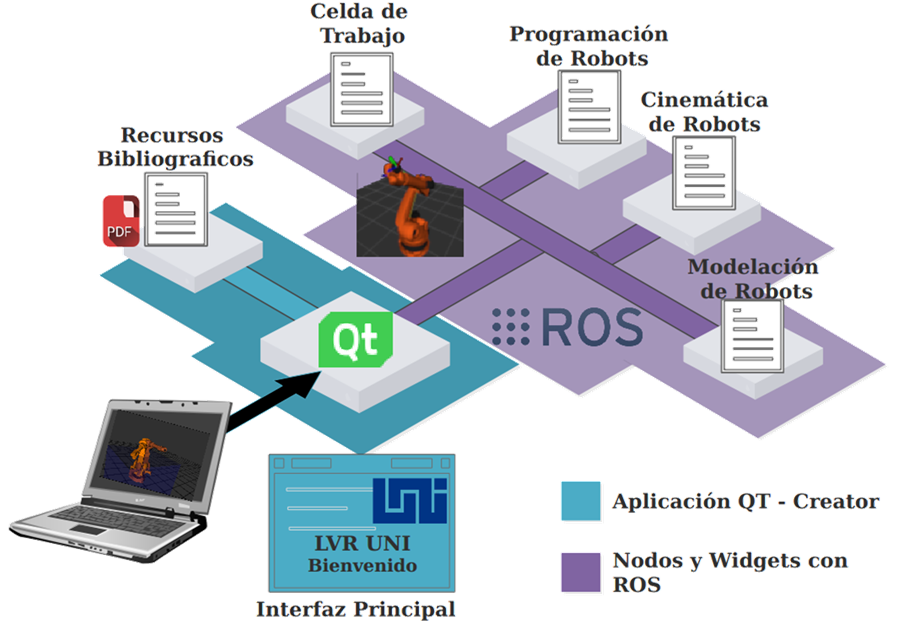 Celda de
Trabajo
Programación
de Robots
Cinemática
de Robots
Recursos
Bibliograficos
PDF
Modelación
de Robots
Qt
ROS
uni
LVR UNI
Bienvenido
Interfaz Principal
Aplicación QT - Creator
Nodos y Widgets con
ROS